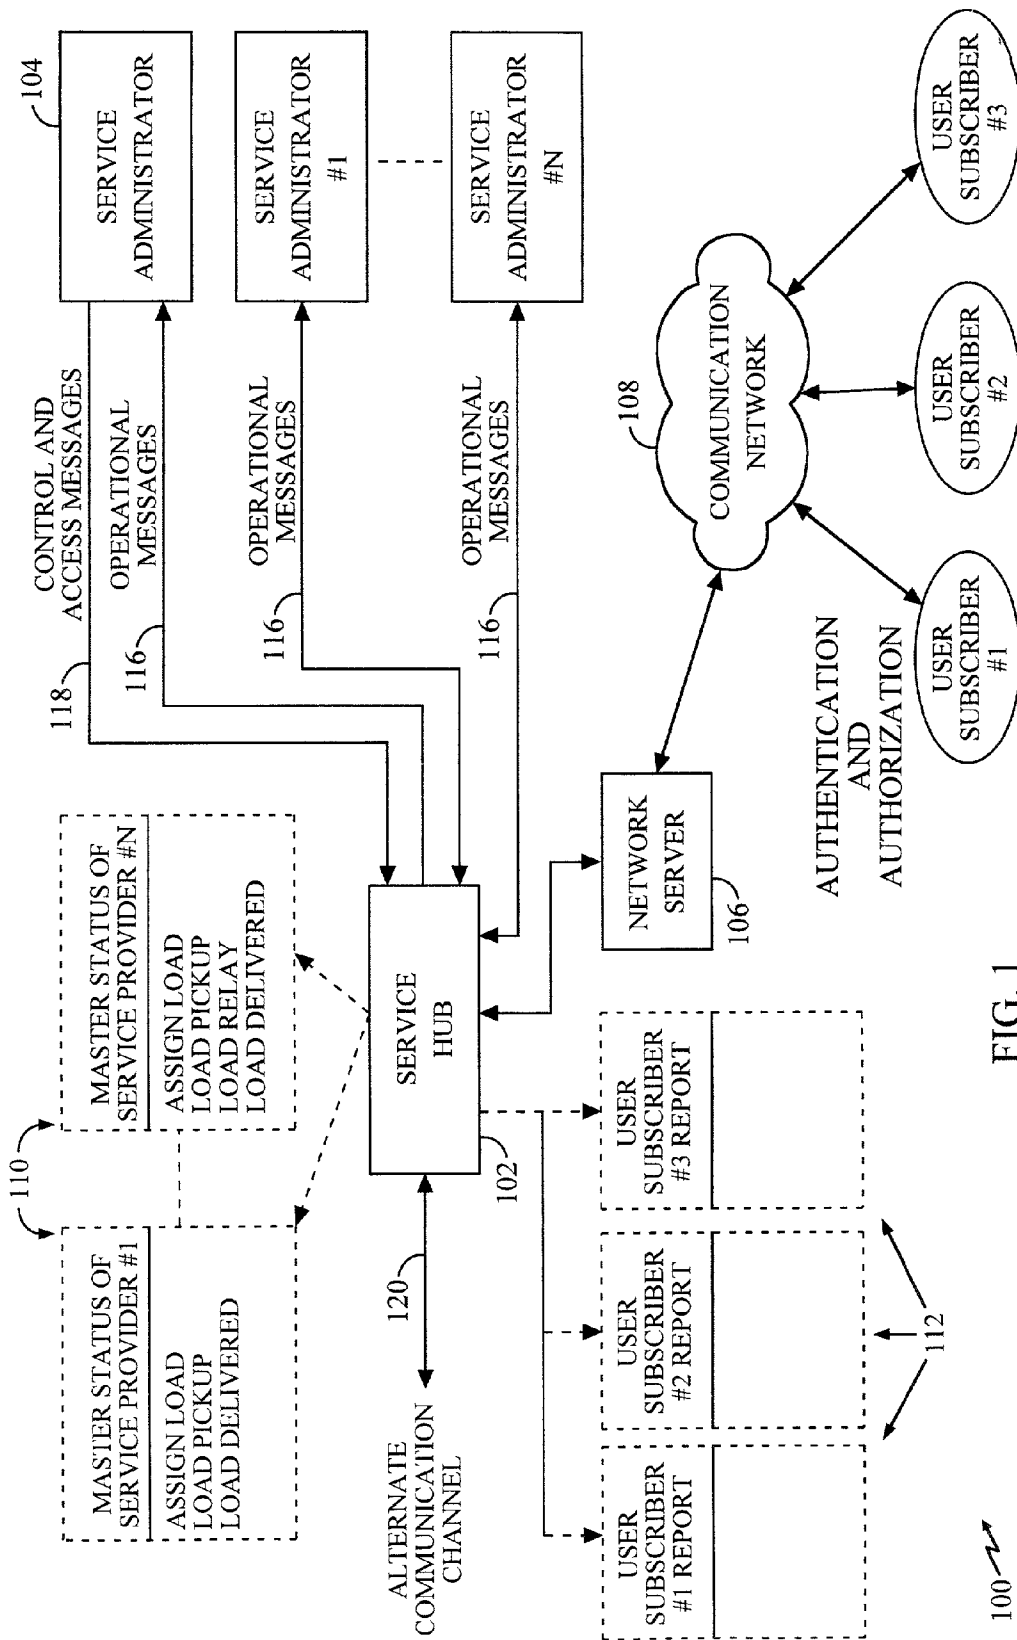 110
MASTER STATUS OF
SERVICE PROVIDER #1
ASSIGN LOAD
LOAD PICKUP
LOAD DELIVERED
MASTER STATUS OF
SERVICE PROVIDER #N
ASSIGN LOAD
LOAD PICKUP
LOAD RELAY
LOAD DELIVERED
118
CONTROL AND
ACCESS MESSAGES
116
OPERATIONAL
MESSAGES
104
SERVICE
ADMINISTRATOR
116
OPERATIONAL
MESSAGES
SERVICE
ADMINISTRATOR
#1
116
OPERATIONAL
MESSAGES
SERVICE
ADMINISTRATOR
#N
ALTERNATE
COMMUNICATION
CHANNEL
120
SERVICE
HUB
102
USER
SUBSCRIBER
#1 REPORT
USER
SUBSCRIBER
#2 REPORT
USER
SUBSCRIBER
#3 REPORT
112
NETWORK
SERVER
106
108
COMMUNICATION
NETWORK
AUTHENTICATION
AND
AUTHORIZATION
USER
SUBSCRIBER
#1
USER
SUBSCRIBER
#2
USER
SUBSCRIBER
#3
100
FIG. 1